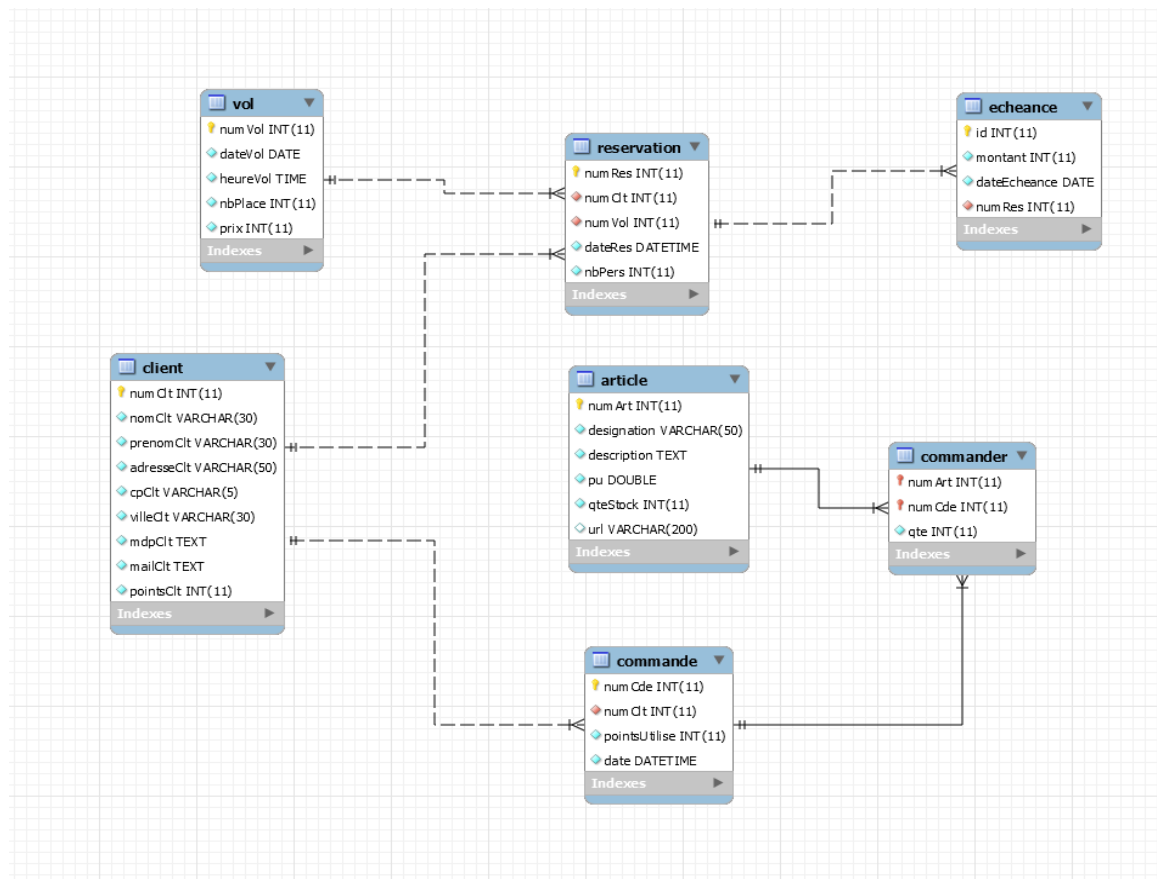 vol
numVol INT(11)
dateVol DATE
heureVol TIME
nbPlace INT(11)
prix INT(11)
Indexes
reservation
numRes INT(11)
numClt INT(11)
numVol INT(11)
dateRes DATETIME
nbPers INT(11)
Indexes
echeance
id INT(11)
montant INT(11)
dateEcheance DATE
numRes INT(11)
Indexes
client
numClt INT(11)
nomClt VARCHAR(30)
prenomClt VARCHAR(30)
adresseClt VARCHAR(50)
cpClt VARCHAR(5)
villeClt VARCHAR(30)
mdpClt TEXT
mailClt TEXT
pointsClt INT(11)
Indexes
article
numArt INT(11)
designation VARCHAR(50)
description TEXT
pu DOUBLE
qteStock INT(11)
url VARCHAR(200)
Indexes
commander
numArt INT(11)
numCde INT(11)
qte INT(11)
Indexes
commande
numCde INT(11)
numClt INT(11)
pointsUtilise INT(11)
date DATETIME
Indexes